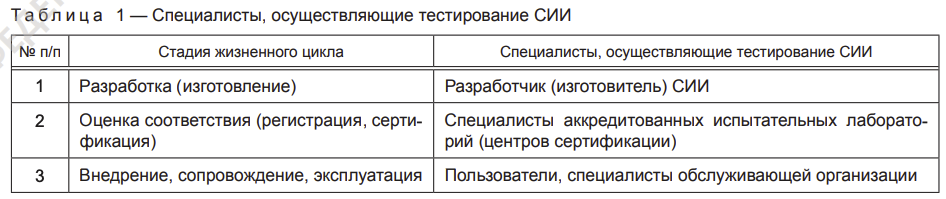 Таблица 1 — Специалисты, осуществляющие тестирование СИИ
№ п/п Стадия жизненного цикла Специалисты, осуществляющие тестирование СИИ
1 Разработка (изготовление) Разработчик (изготовитель) СИИ
2 Оценка соответствия (регистрация, серти-
фикация)
Специалисты аккредитованных испытательных лаборато-
рий (центров сертификации)
3 Внедрение, сопровождение, эксплуатация Пользователи, специалисты обслуживающей организации